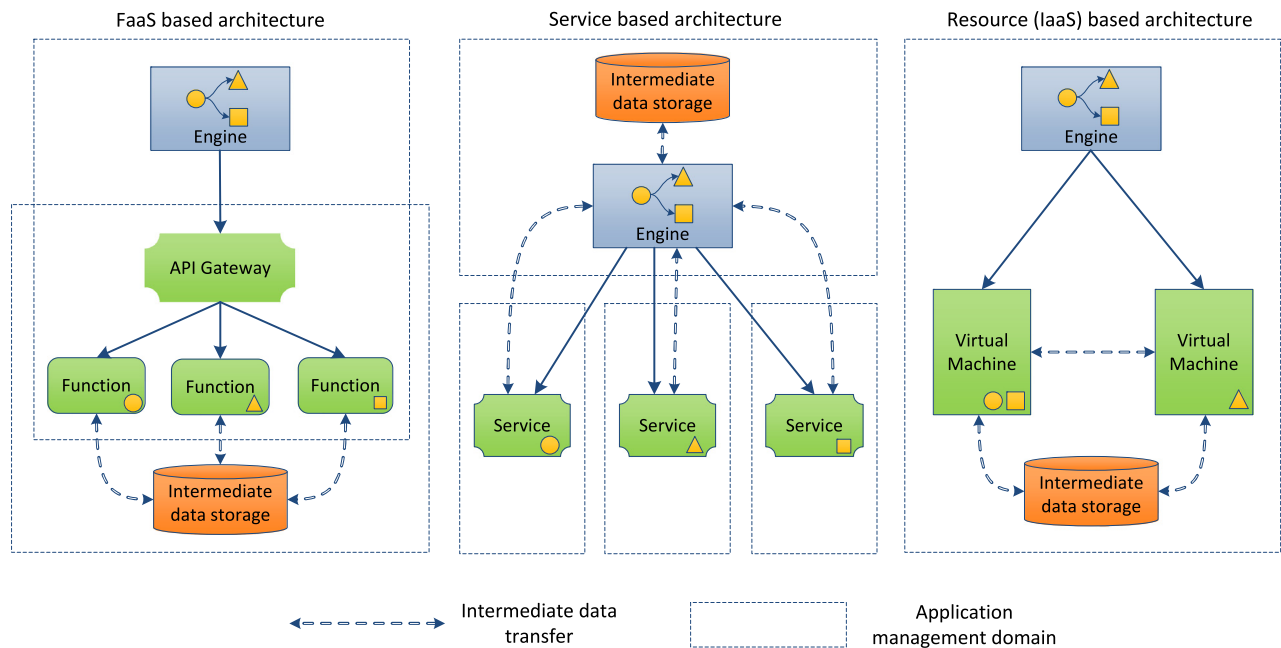 FaaS based architecture
Engine
API Gateway
Function
Function
Function
Intermediate
data storage
Service based architecture
Intermediate
data storage
Engine
Service
Service
Service
Resource (IaaS) based architecture
Engine
Virtual
Machine
Virtual
Machine
Intermediate
data storage
Intermediate data
transfer
Application
management domain